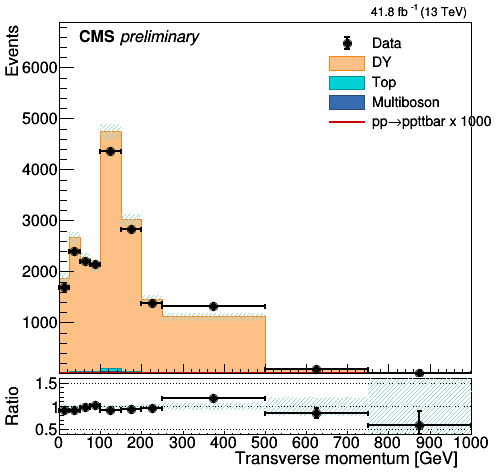 41.8 fb⁻¹ (13 TeV)
CMS preliminary
Events
6000
5000
4000
3000
2000
1000
Data
DY
Top
Multiboson
pp→ppttbar x 1000
Ratio
1.5
1
0.5
0 100 200 300 400 500 600 700 800 900 1000
Transverse momentum [GeV]